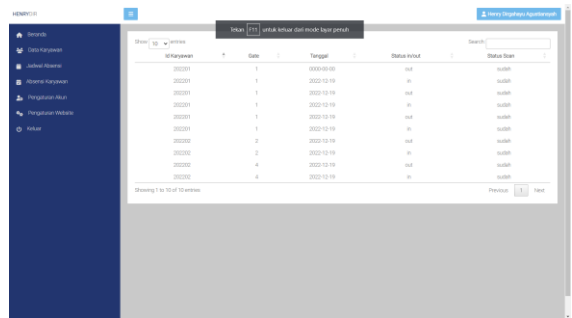 HENRYDIR
Henry Dirgahayu Agustiansyah
Tekan F11 untuk keluar dari mode layar penuh
Beranda
Data Karyawan
Jadwal Absensi
Absensi Karyawan
Pengaturan Akun
Pengaturan Website
Keluar
Show 10 entries
Search:
Id Karyawan Gate Tanggal Status in/out Status Scan
202201 1 0000-00-00 out sudah
202201 1 2022-12-19 in sudah
202201 1 2022-12-19 out sudah
202201 1 2022-12-19 in sudah
202201 1 2022-12-19 out sudah
202201 1 2022-12-19 in sudah
202202 2 2022-12-19 out sudah
202202 2 2022-12-19 in sudah
202202 4 2022-12-19 out sudah
202202 4 2022-12-19 in sudah
Showing 1 to 10 of 10 entries
Previous 1 Next